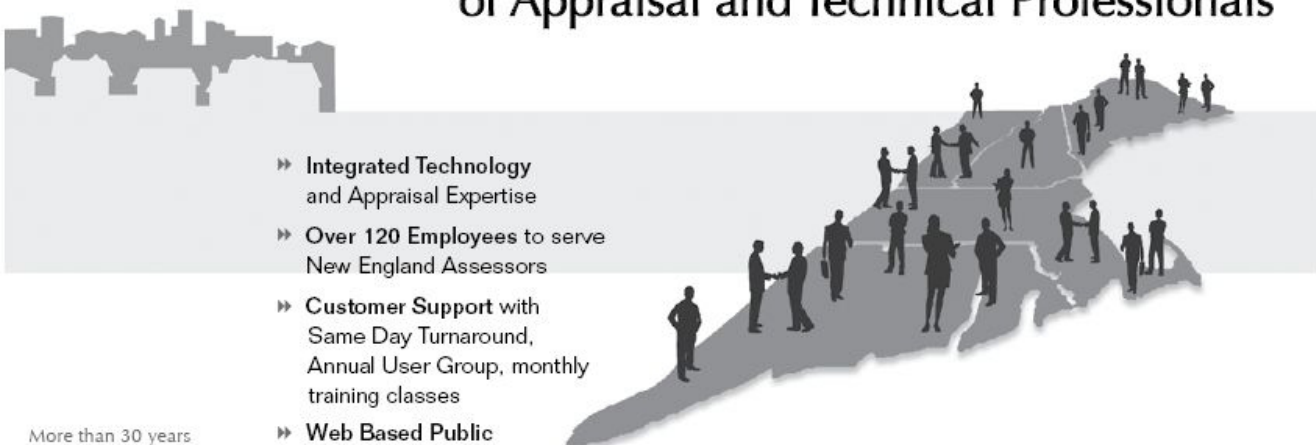 of Appraisal and Technical Professionals
Integrated Technology
and Appraisal Expertise
Over 120 Employees to serve
New England Assessors
Customer Support with
Same Day Turnaround,
Annual User Group, monthly
training classes
More than 30 years
Web Based Public